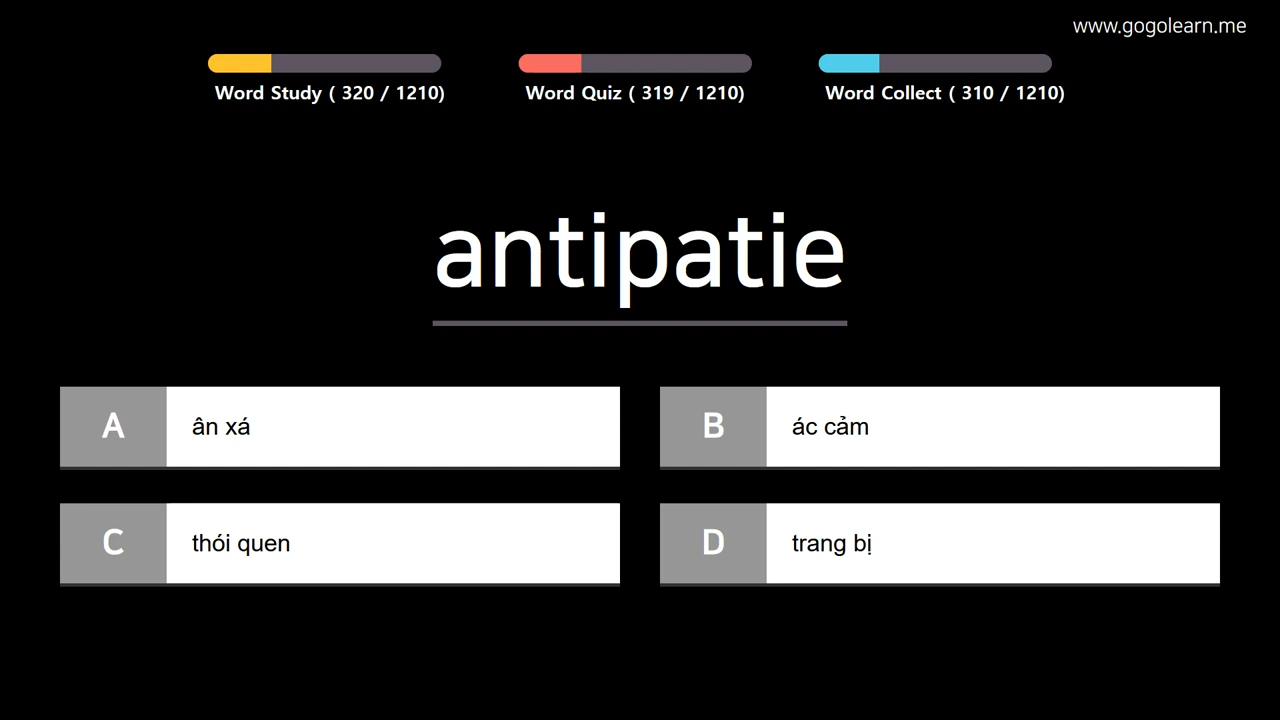 www.gogolearn.me
Word Study ( 320 / 1210)
Word Quiz ( 319 / 1210)
Word Collect ( 310 / 1210)
antipatie
A ân xá
B ác cảm
C thói quen
D trang bị